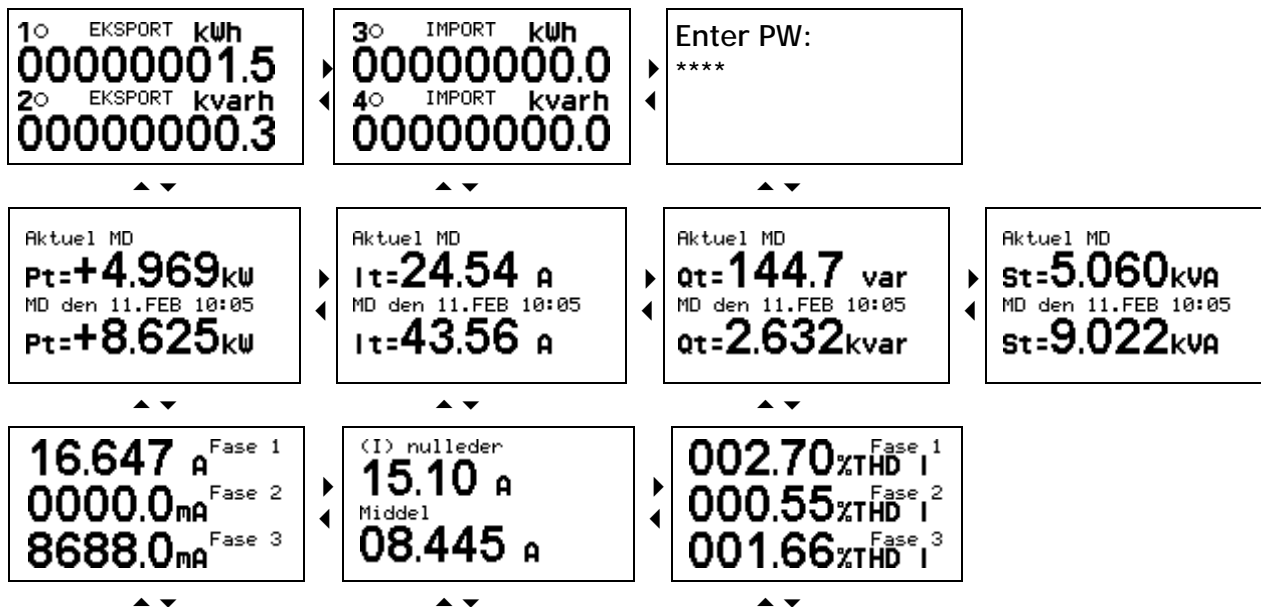 1○ EKSPORT kWh
00000001.5
2○ EKSPORT kvarh
00000000.3
3○ IMPORT kWh
00000000.0
4○ IMPORT kvarh
00000000.0
Enter PW:
****
Aktuel MD
Pt=+4.969kW
MD den 11.FEB 10:05
Pt=+8.625kW
Aktuel MD
It=24.54 A
MD den 11.FEB 10:05
It=43.56 A
Aktuel MD
Qt=144.7 var
MD den 11.FEB 10:05
Qt=2.632kvar
Aktuel MD
St=5.060kVA
MD den 11.FEB 10:05
St=9.022kVA
16.647 A Fase 1
0000.0mA Fase 2
8688.0mA Fase 3
(I) nulleder
15.10 A
Middel
08.445 A
002.70%THD I Fase 1
000.55%THD I Fase 2
001.66%THD I Fase 3